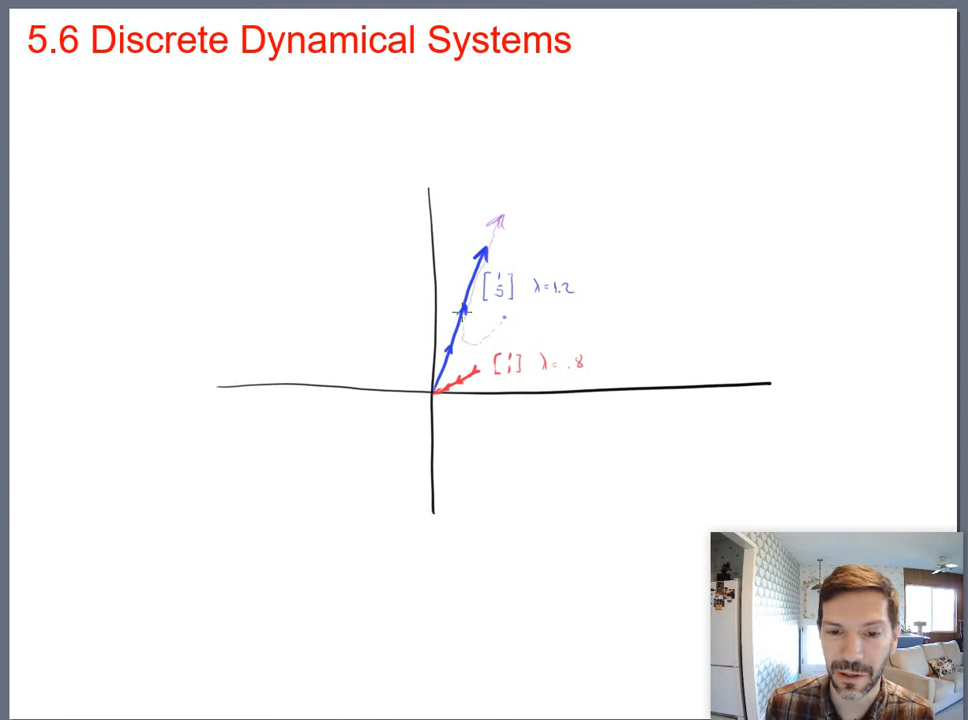 5.6 Discrete Dynamical Systems
[1 5] λ=1.2
[1 1] λ=.8